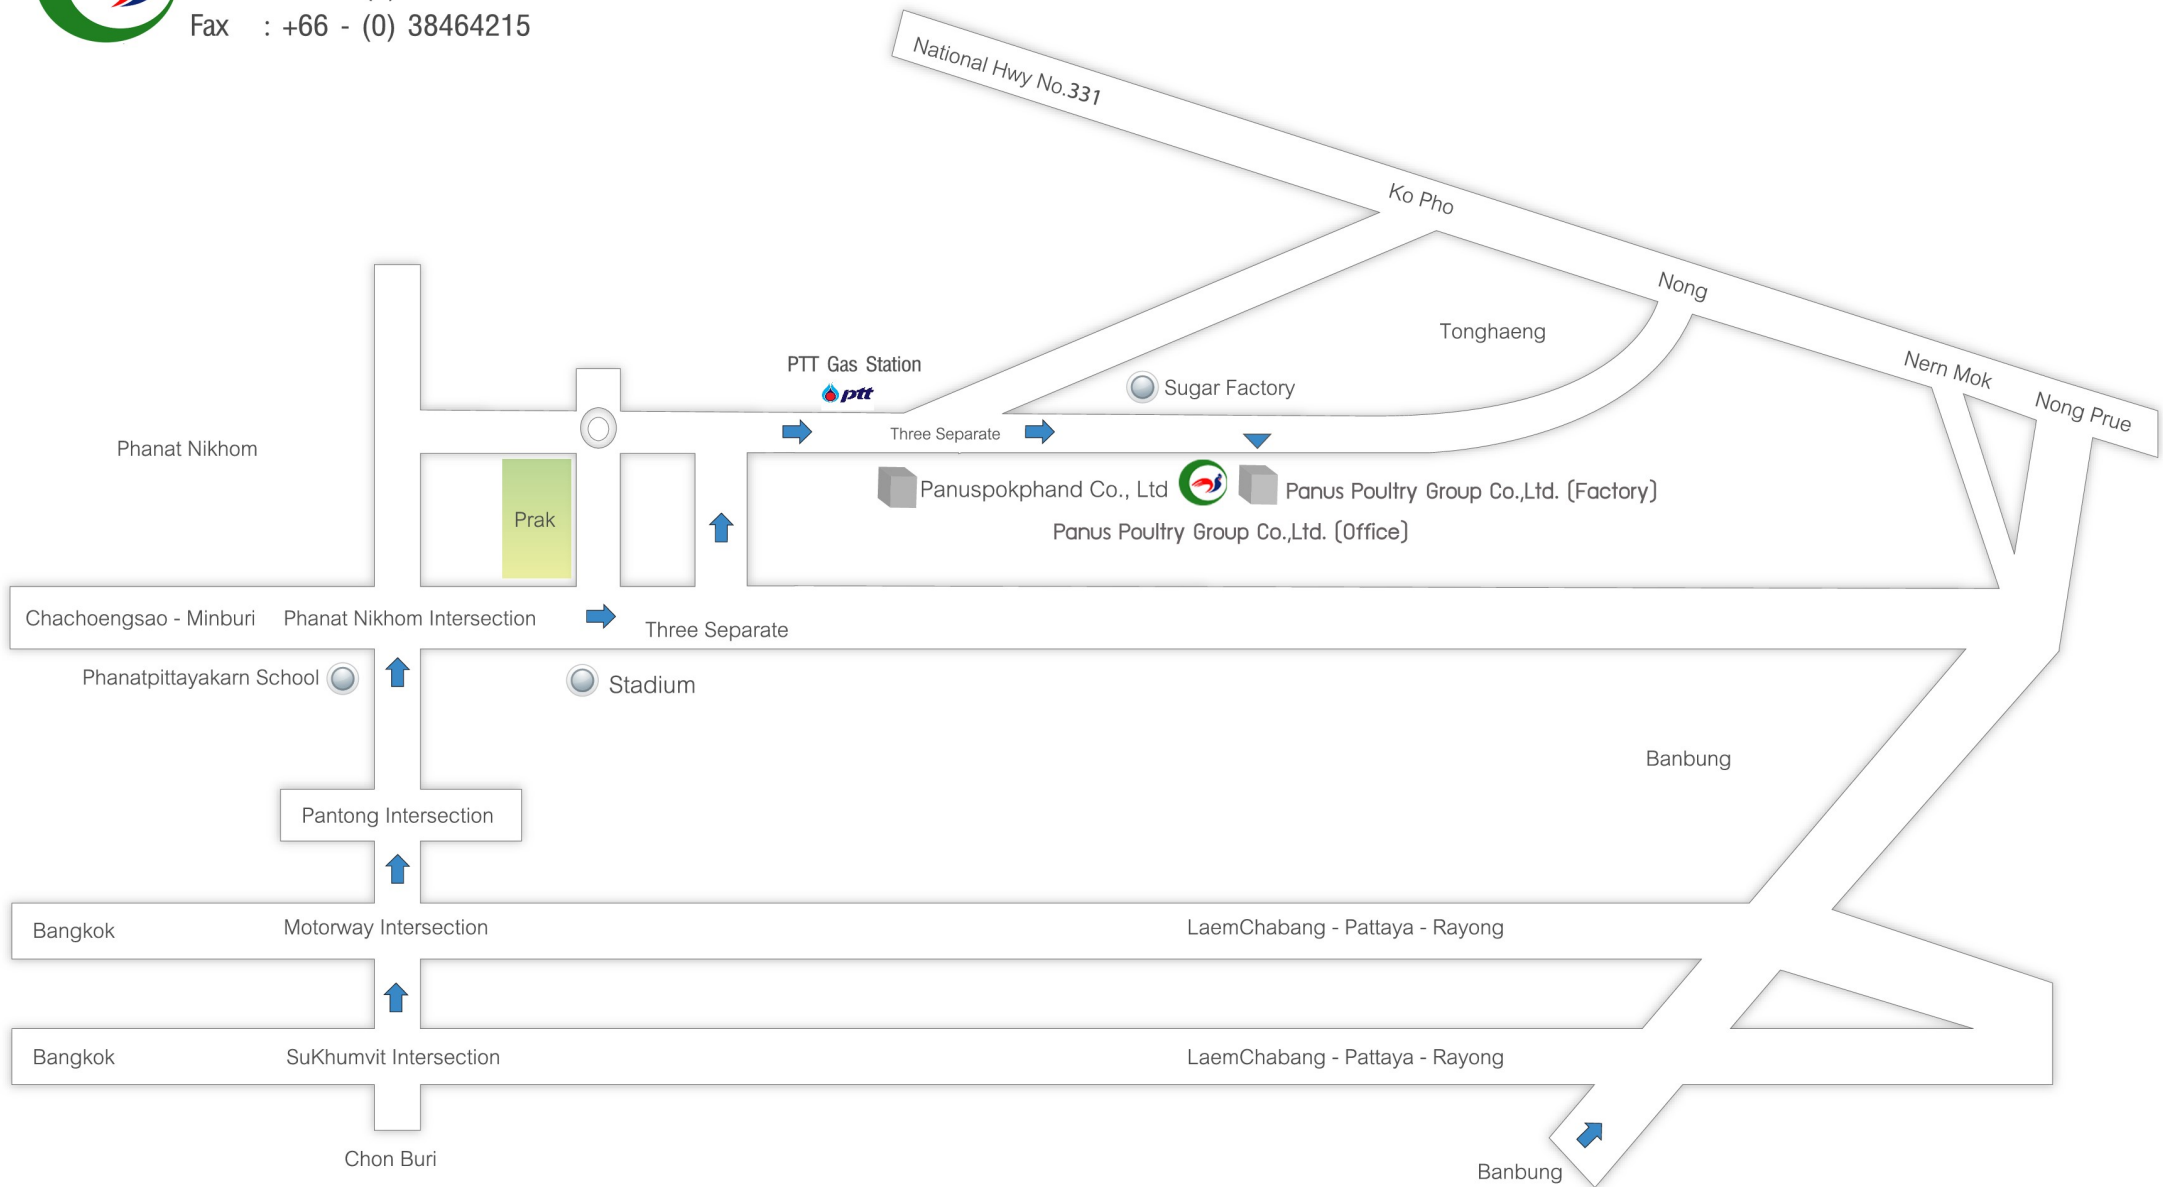 Fax : +66 - (0) 38464215
National Hwy No.331
Ko Pho
Nong
Tonghaeng
Nern Mok
Nong Prue
PTT Gas Station
ptt
Sugar Factory
Three Separate
Phanat Nikhom
Prak
Panuspokphand Co., Ltd
Panus Poultry Group Co.,Ltd. (Factory)
Panus Poultry Group Co.,Ltd. (Office)
Chachoengsao - Minburi
Phanat Nikhom Intersection
Three Separate
Phanatpittayakarn School
Stadium
Banbung
Pantong Intersection
Bangkok
Motorway Intersection
LaemChabang - Pattaya - Rayong
Bangkok
SuKhumvit Intersection
LaemChabang - Pattaya - Rayong
Chon Buri
Banbung